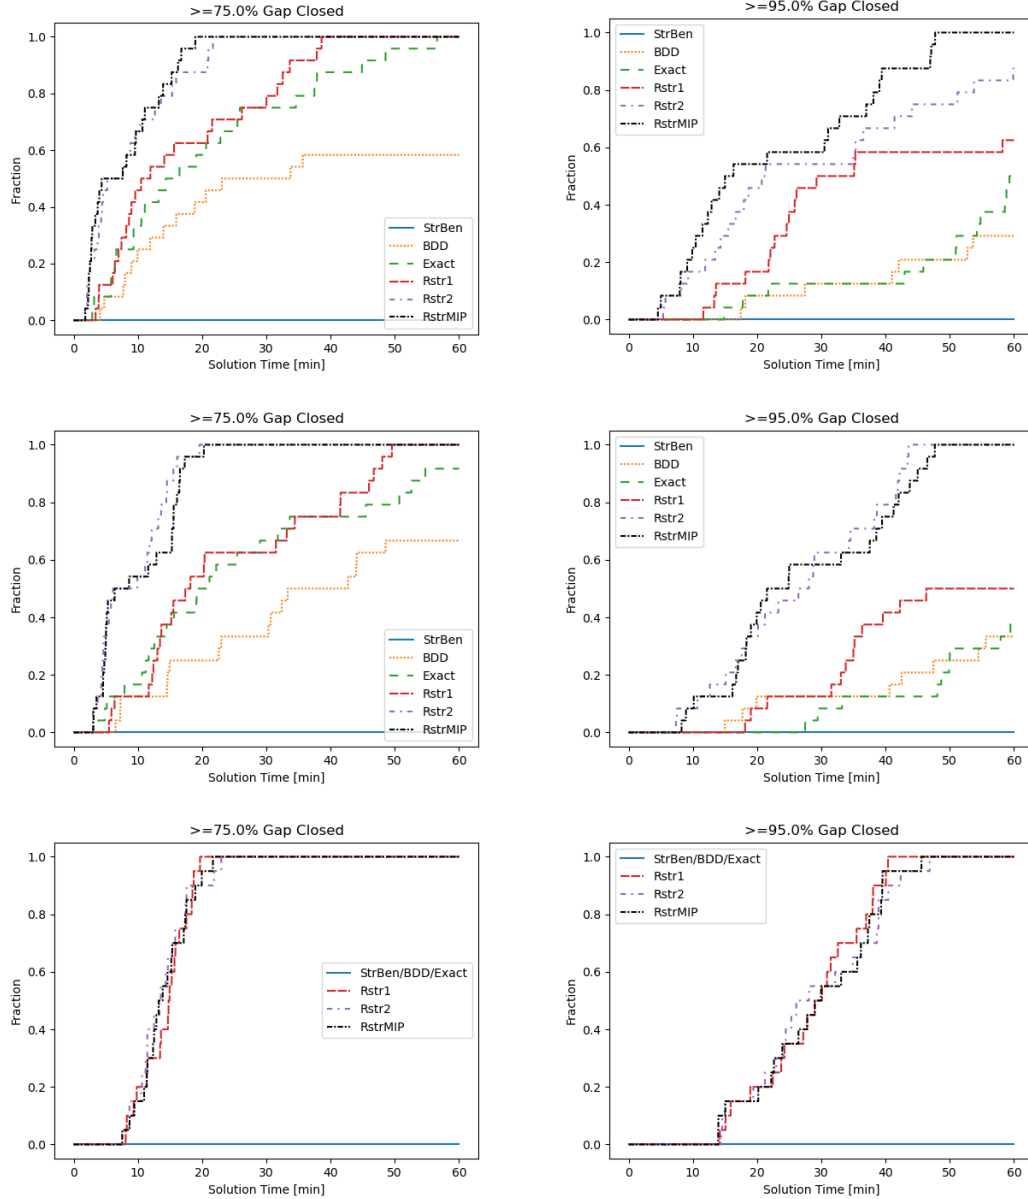 >=75.0% Gap Closed
1.0
0.8
0.6
0.4
0.2
0.0
Fraction
StrBen
BDD
Exact
Rstr1
Rstr2
RstrMIP
0 10 20 30 40 50 60
Solution Time [min]
>=95.0% Gap Closed
1.0
0.8
0.6
0.4
0.2
0.0
Fraction
StrBen
BDD
Exact
Rstr1
Rstr2
RstrMIP
0 10 20 30 40 50 60
Solution Time [min]
>=75.0% Gap Closed
1.0
0.8
0.6
0.4
0.2
0.0
Fraction
StrBen
BDD
Exact
Rstr1
Rstr2
RstrMIP
0 10 20 30 40 50 60
Solution Time [min]
>=95.0% Gap Closed
1.0
0.8
0.6
0.4
0.2
0.0
Fraction
StrBen
BDD
Exact
Rstr1
Rstr2
RstrMIP
0 10 20 30 40 50 60
Solution Time [min]
>=75.0% Gap Closed
1.0
0.8
0.6
0.4
0.2
0.0
Fraction
StrBen/BDD/Exact
Rstr1
Rstr2
RstrMIP
0 10 20 30 40 50 60
Solution Time [min]
>=95.0% Gap Closed
1.0
0.8
0.6
0.4
0.2
0.0
Fraction
StrBen/BDD/Exact
Rstr1
Rstr2
RstrMIP
0 10 20 30 40 50 60
Solution Time [min]